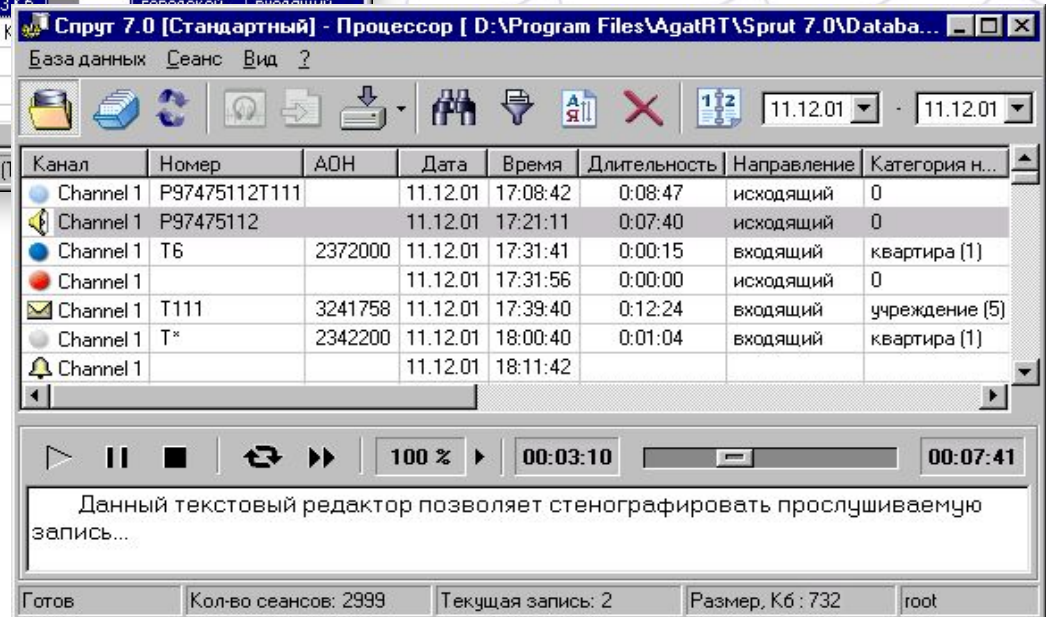 городской входящий
Спрут 7.0 [Стандартный] - Процессор [ D:\Program Files\AgatRT\Sprut 7.0\Databa...
База данных Сеанс Вид ?
11.12.01 - 11.12.01
Канал Номер АОН Дата Время Длительность Направление Категория н...
Channel 1 P97475112T111 11.12.01 17:08:42 0:08:47 исходящий 0
Channel 1 P97475112 11.12.01 17:21:11 0:07:40 исходящий 0
Channel 1 T6 2372000 11.12.01 17:31:41 0:00:15 входящий квартира (1)
Channel 1 11.12.01 17:31:56 0:00:00 исходящий 0
Channel 1 T111 3241758 11.12.01 17:39:40 0:12:24 входящий учреждение (5)
Channel 1 T* 2342200 11.12.01 18:00:40 0:01:04 входящий квартира (1)
Channel 1 11.12.01 18:11:42
100 % 00:03:10 00:07:41
Данный текстовый редактор позволяет стенографировать прослушиваемую
запись...
Готов Кол-во сеансов: 2999 Текущая запись: 2 Размер, Кб : 732 root